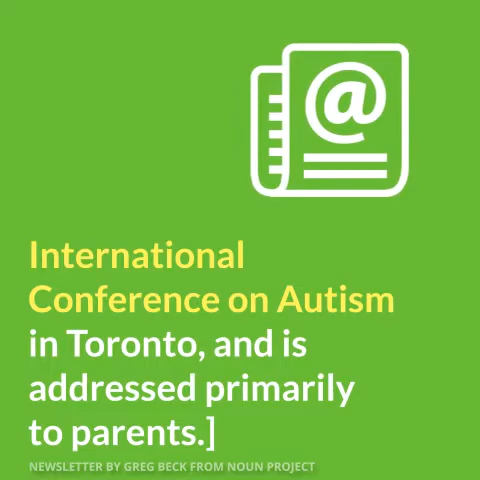 @
International
Conference on Autism
in Toronto, and is
addressed primarily
to parents.]
NEWSLETTER BY GREG BECK FROM NOUN PROJECT